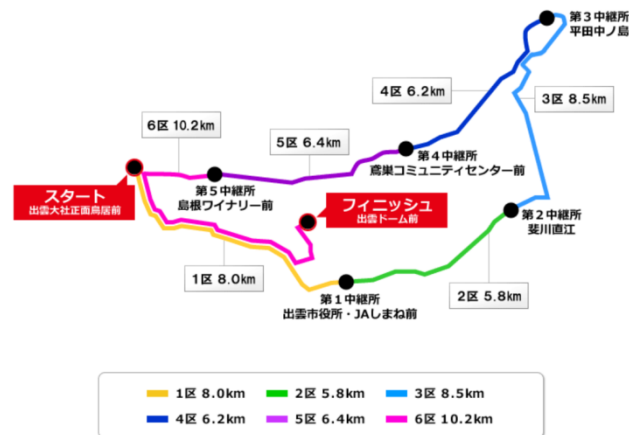 第3中継所
平田中ノ島
4区 6.2km
3区 8.5km
6区 10.2km
5区 6.4km
第4中継所
鳶巣コミュニティセンター前
スタート
出雲大社正面鳥居前
第5中継所
島根ワイナリー前
フィニッシュ
出雲ドーム前
第2中継所
斐川直江
1区 8.0km
2区 5.8km
第1中継所
出雲市役所・JAしまね前
1区 8.0km 2区 5.8km 3区 8.5km
4区 6.2km 5区 6.4km 6区 10.2km